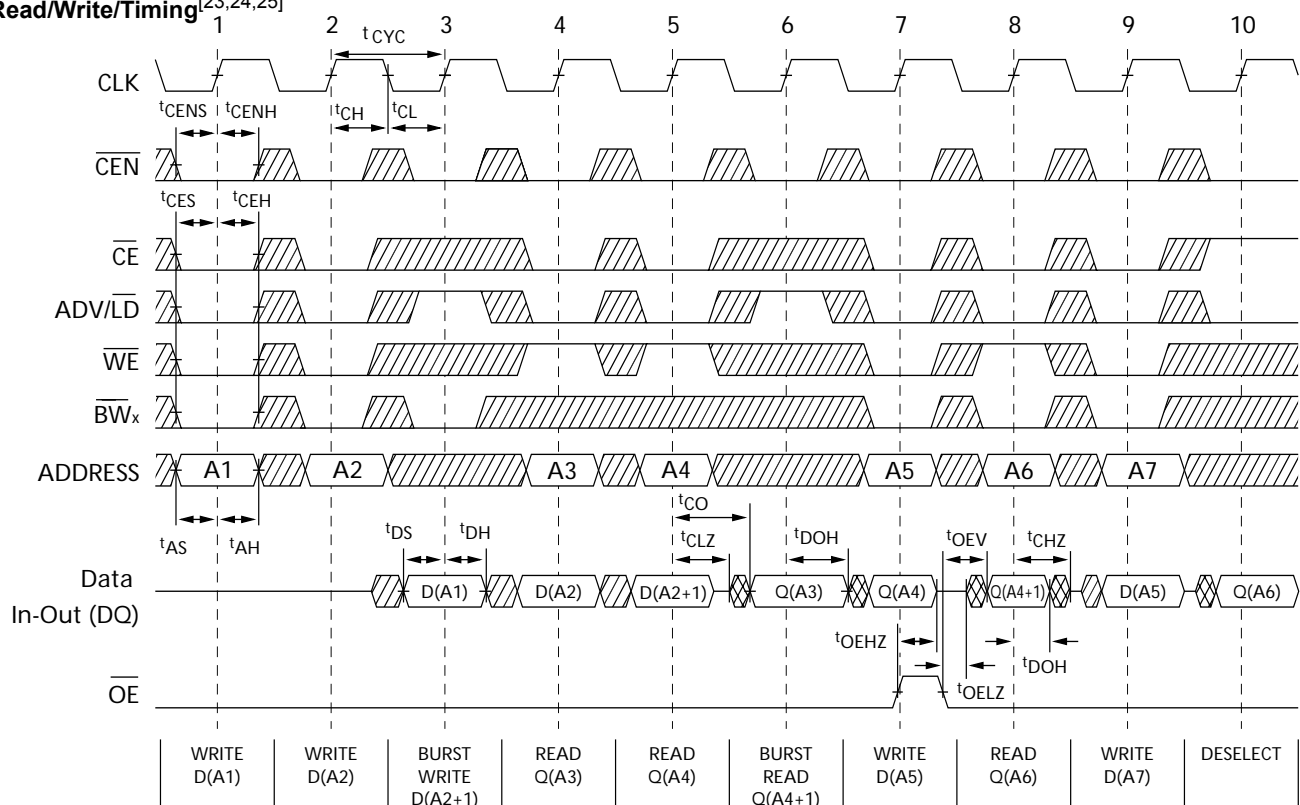 Read/Write/Timing[23,24,25]
1 2 3 4 5 6 7 8 9 10
tCYC
CLK
tCENS tCENH tCH tCL
CEN
tCES tCEH
CE
ADV/LD
WE
BWx
ADDRESS A1 A2 A3 A4 A5 A6 A7
tCO
tAS tAH tDS tDH tCLZ tDOH tOEV tCHZ
Data
In-Out (DQ)
D(A1) D(A2) D(A2+1) Q(A3) Q(A4) Q(A4+1) D(A5) Q(A6)
tOEHZ tDOH
tOELZ
OE
WRITE
D(A1)
WRITE
D(A2)
BURST
WRITE
D(A2+1)
READ
Q(A3)
READ
Q(A4)
BURST
READ
Q(A4+1)
WRITE
D(A5)
READ
Q(A6)
WRITE
D(A7)
DESELECT